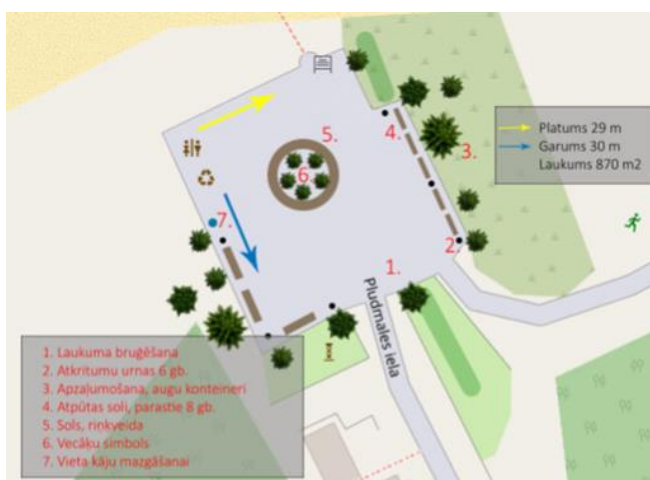 5.
4.
Platums 29 m
Garums 30 m
Laukums 870 m2
3.
6.
7.
2.
1.
Pludmales iela
1. Laukuma bruģēšana
2. Atkritumu urnas 6 gb.
3. Apzaļumošana, augu konteineri
4. Atpūtas soli, parastie 8 gb.
5. Sols, riņkveida
6. Vecāķu simbols
7. Vieta kāju mazgāšanai